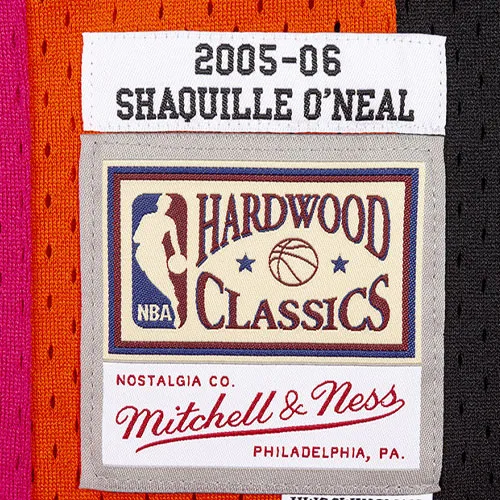 2005-06
SHAQUILLE O'NEAL
HARDWOOD
CLASSICS
NBA
NOSTALGIA CO.
Mitchell & Ness
PHILADELPHIA, PA.